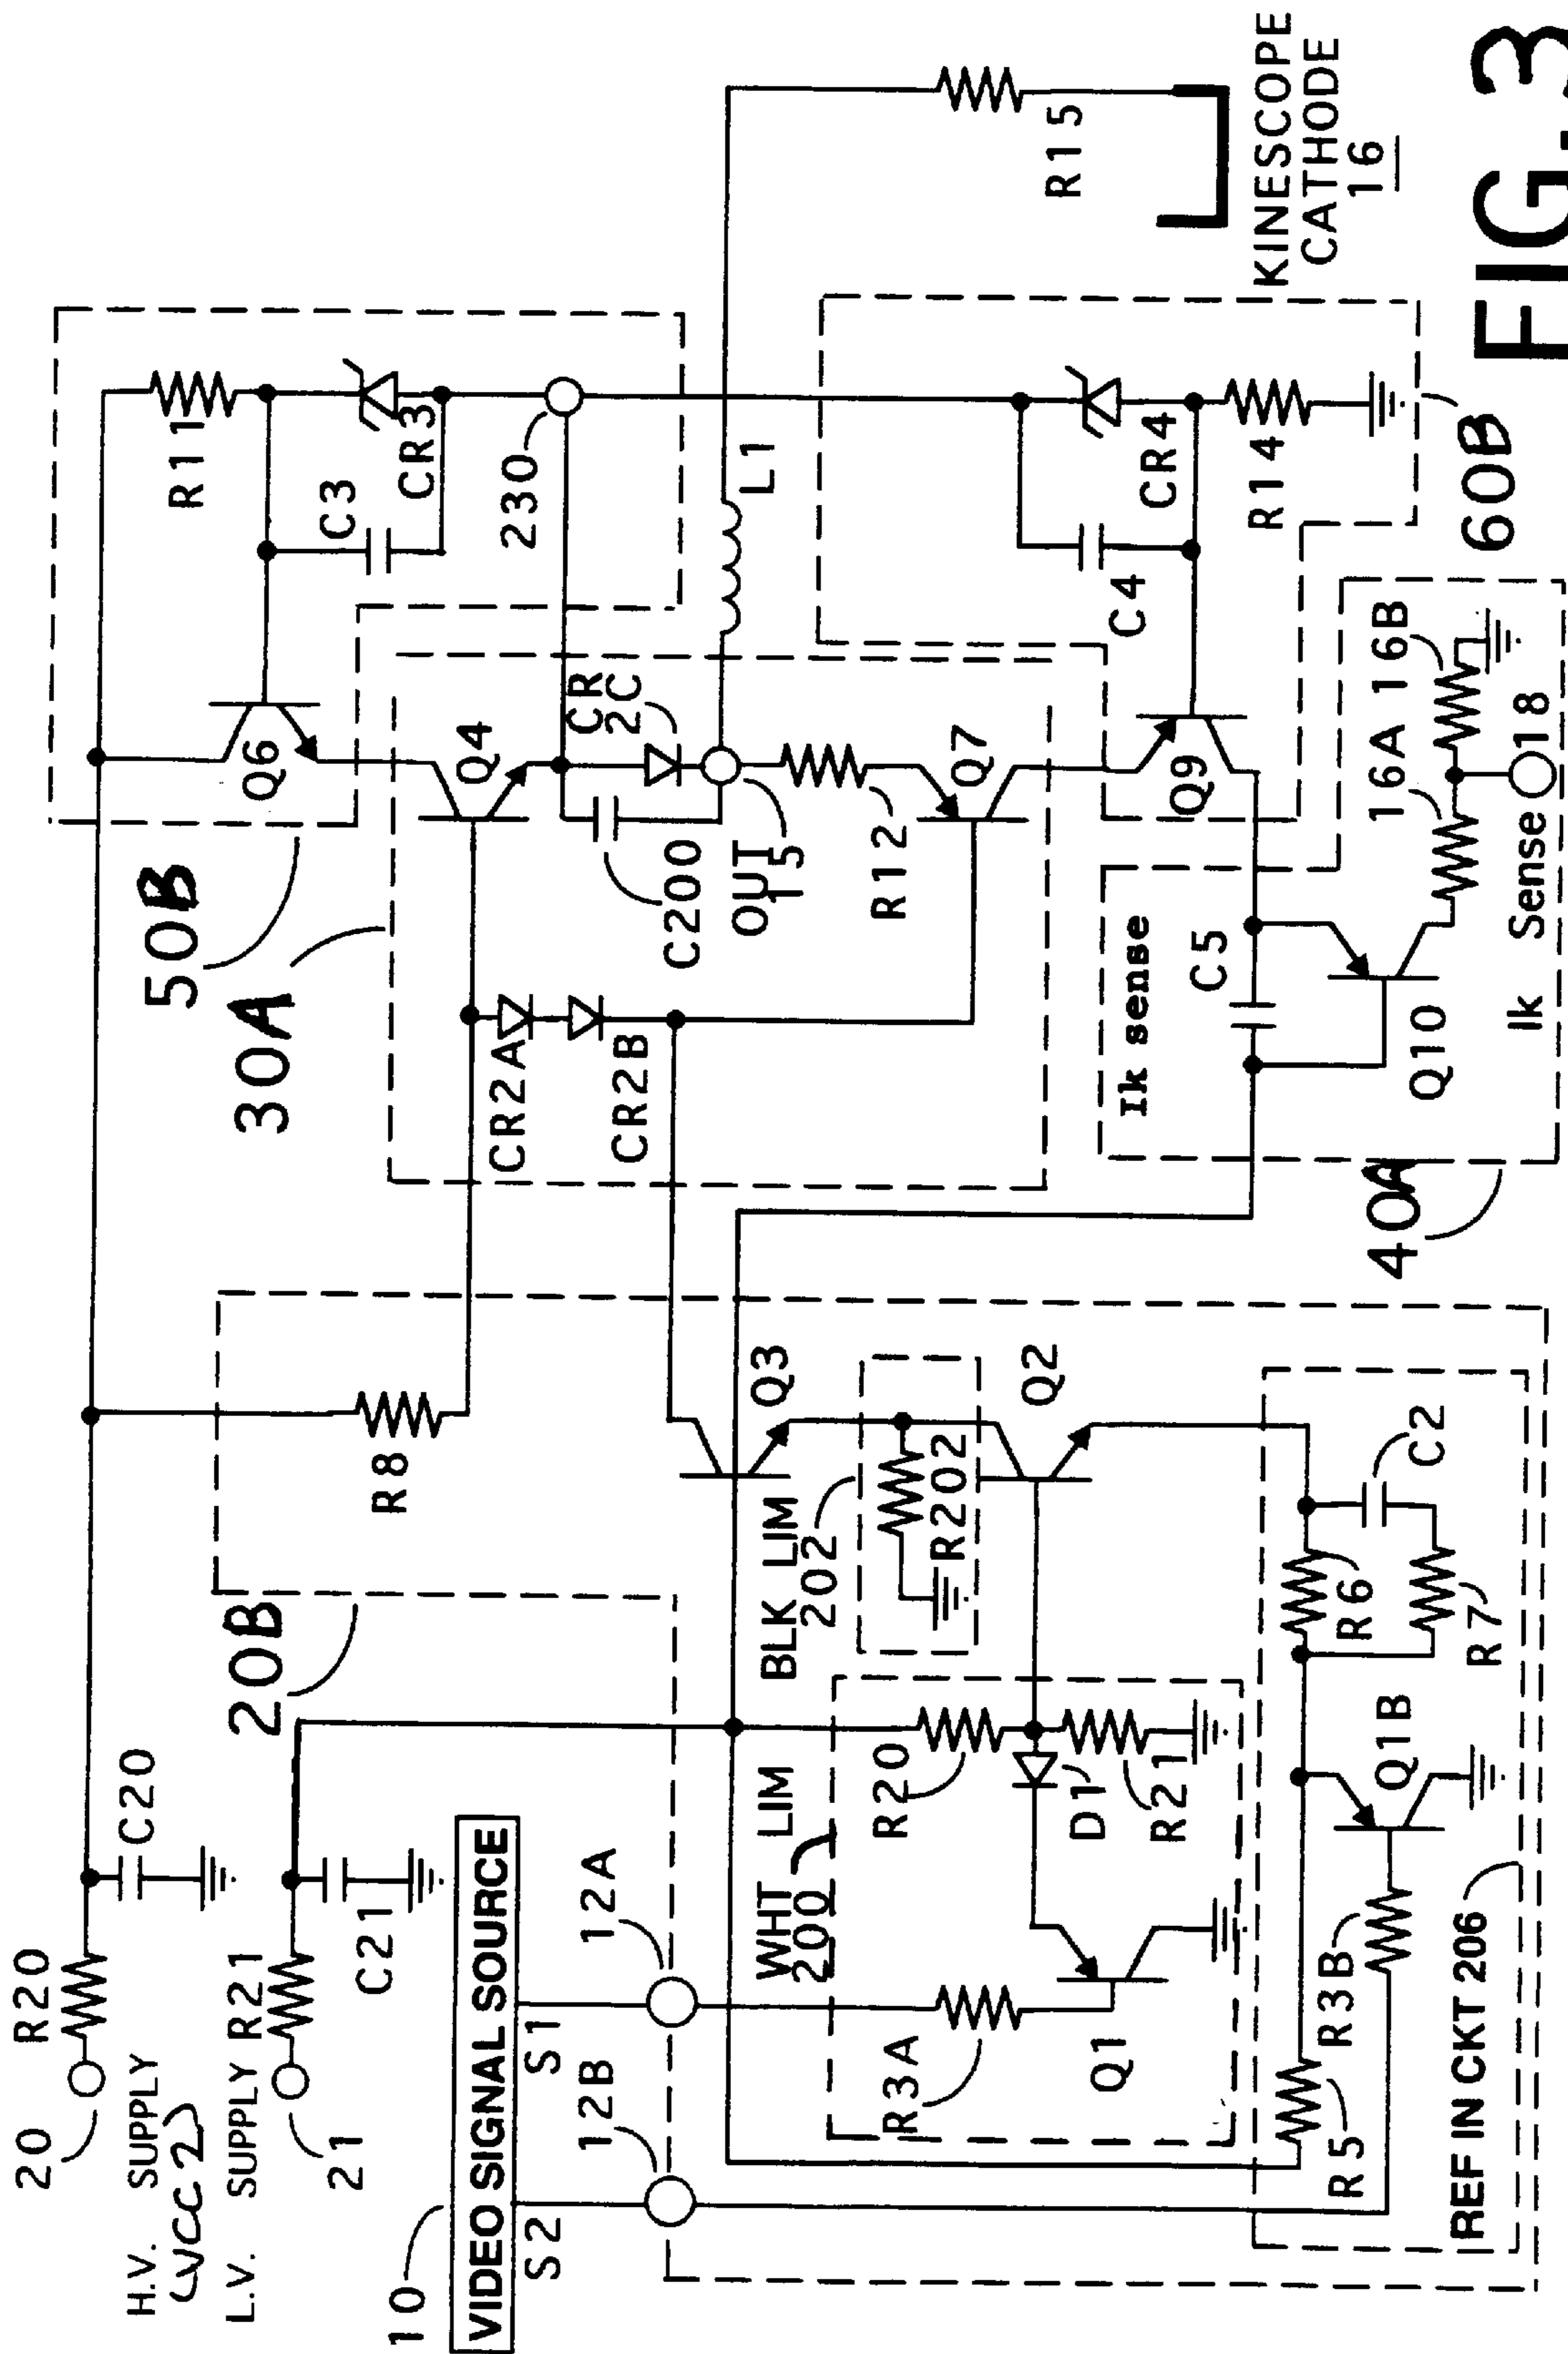 20
R20
H.V. SUPPLY
(VCC2)
C20
L.V. SUPPLY
R21
21
C21
10
VIDEO SIGNAL SOURCE
S2
S1
12B
12A
20B
R8
50B
30A
Q6
R11
C3
CR3
230
Q4
CR2A
CR2B
CR
2C
C200
OUT
15
L1
R12
Q7
R15
KINESCOPE
CATHODE
16
WHT LIM
200
R3A
Q1
R20
D1
R21
BLK LIM
202
R202
Q3
Q2
R5
R3B
Q1B
R6
R7
C2
REF IN CKT 206
40A
Ik sense
C5
Q10
Q9
C4
CR4
R14
60B
16A
16B
Ik Sense
18
FIG.3